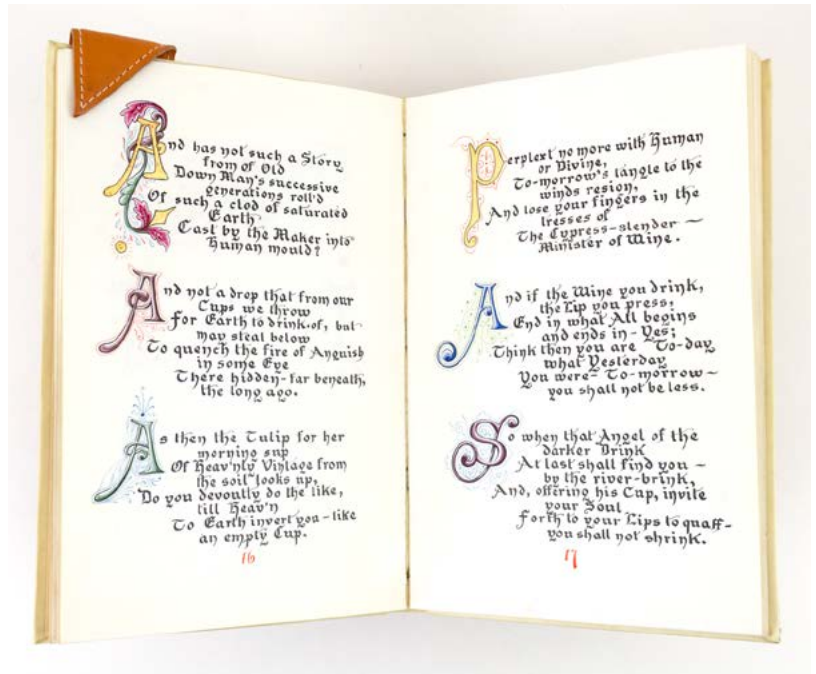 And has not such a Story
from of Old
Down Man's successive
generations roll'd
Of such a clod of saturated
Earth
Cast by the Maker into
Human mould?
And not a drop that from our
Cups we throw
For Earth to drink of, but
may steal below
To quench the fire of Anguish
in some Eye
There hidden-far beneath,
the long ago.
As then the Tulip for her
morning sup
Of Heav'nly Vintage from
the soil looks up,
Do you devoutly do the like,
till Heav'n
To Earth invert you-like
an empty Cup.
16
Perplext no more with Human
or Divine,
To-morrow's tangle to the
winds resign,
And lose your fingers in the
tresses of
The Cypress-slender-
Minister of Wine.
And if the Wine you drink,
the Lip you press,
End in what All begins
and ends in-Yes;
Think then you are To-day
what Yesterday
You were-To-morrow-
you shall not be less.
So when that Angel of the
darker Drink
At last shall find you-
by the river-brink,
And, offering his Cup, invite
your Soul
Forth to your Lips to quaff-
you shall not shrink.
17